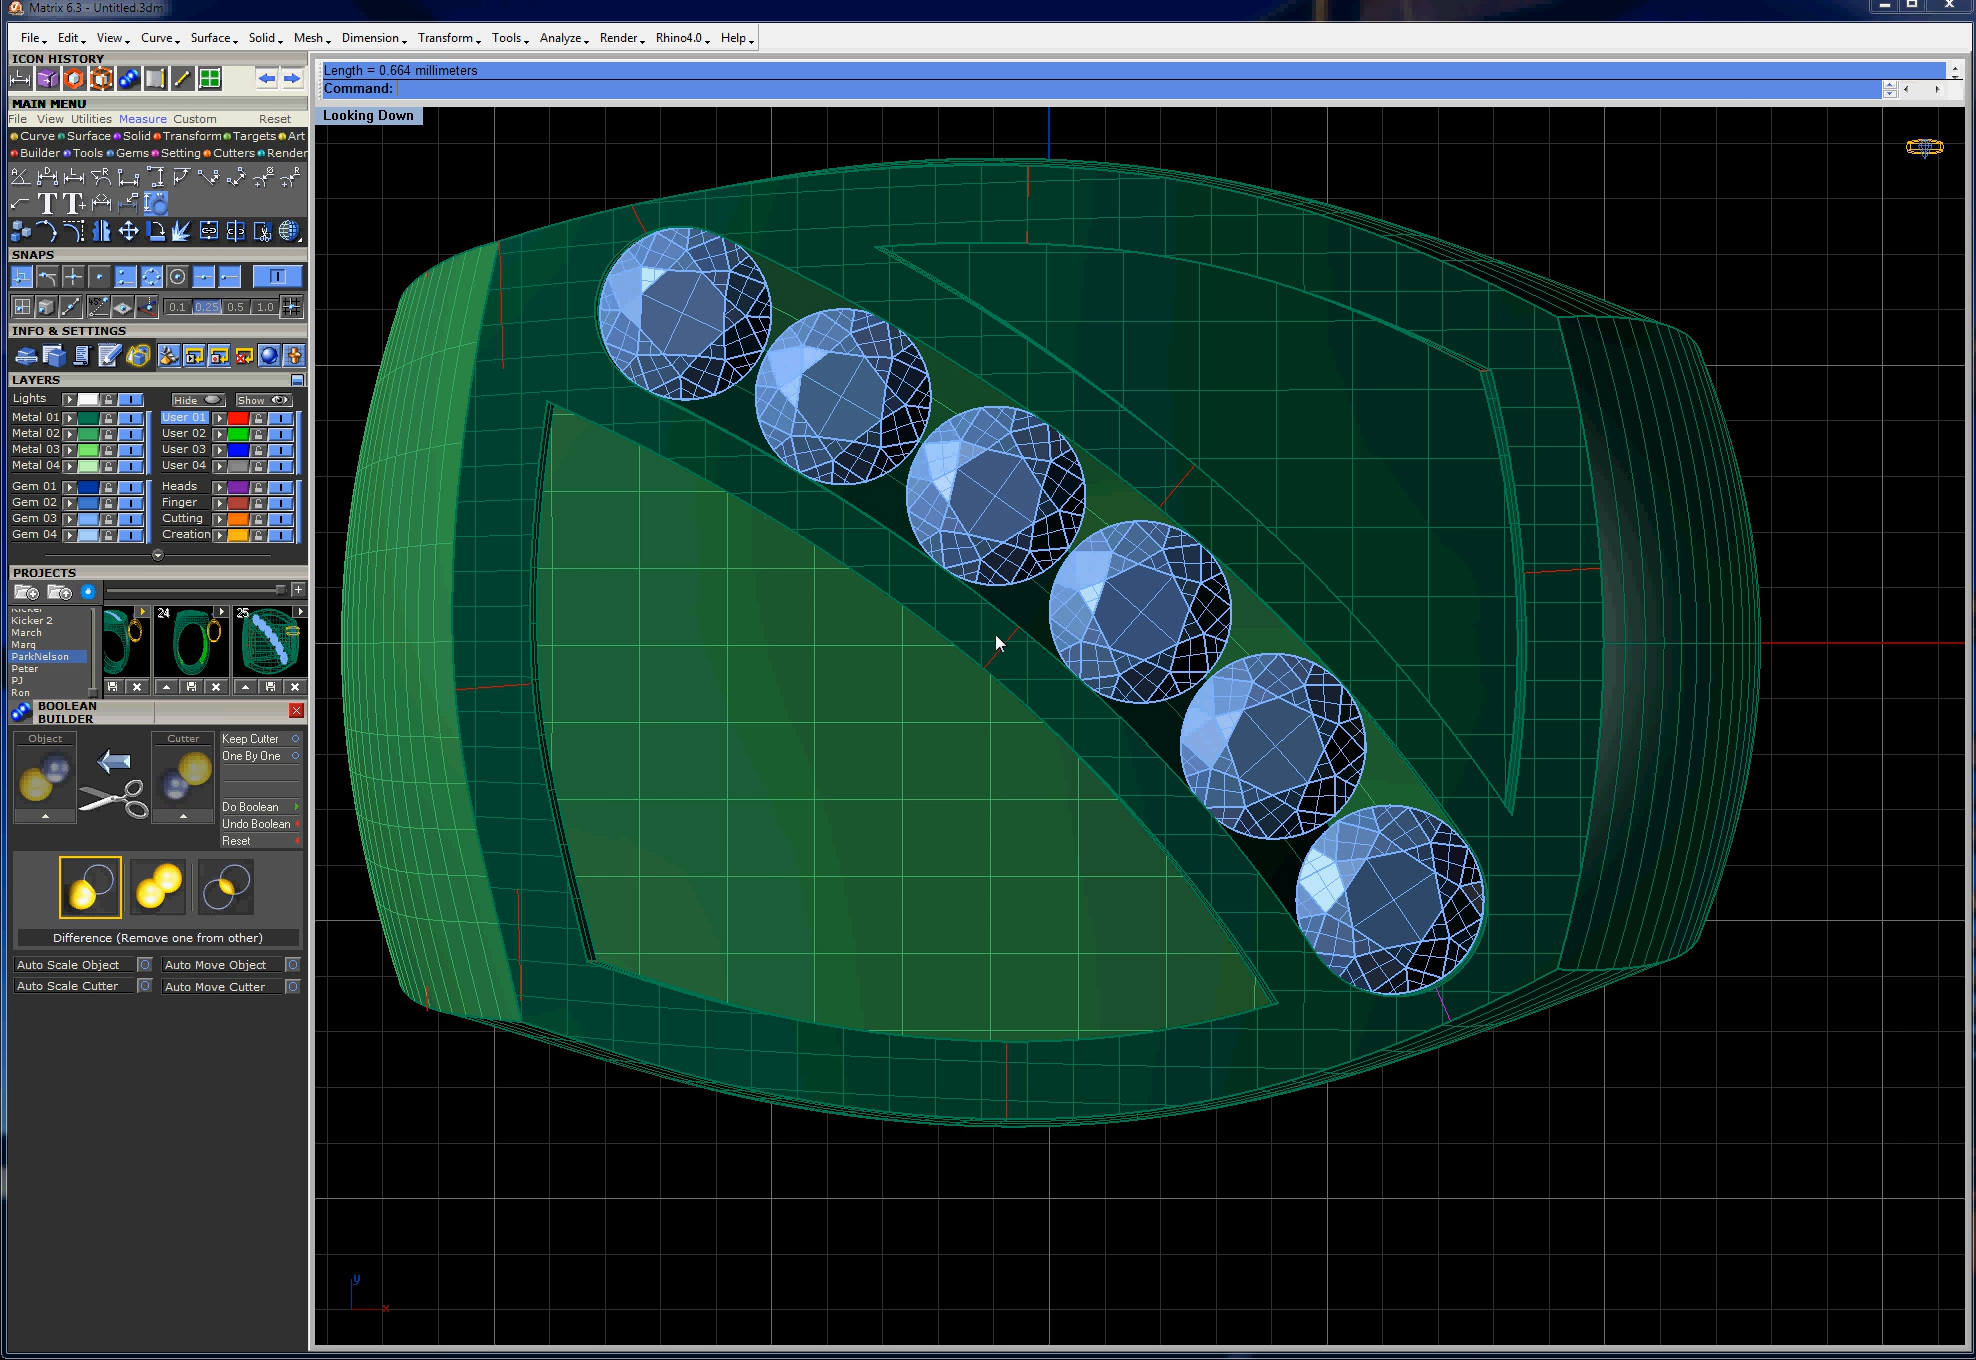 Matrix 6.3 - Untitled.3dm
File Edit View Curve Surface Solid Mesh Dimension Transform Tools Analyze Render Rhino4.0 Help
ICON HISTORY
Length = 0.664 millimeters
Command:
Looking Down
MAIN MENU
File View Utilities Measure Custom Reset
Curve Surface Solid Transform Targets Art
Builder Tools Gems Setting Cutters Render
SNAPS
0.1 0.25 0.5 1.0
INFO & SETTINGS
LAYERS
Lights Hide Show
Metal 01 User 01
Metal 02 User 02
Metal 03 User 03
Metal 04 User 04
Gem 01 Heads
Gem 02 Finger
Gem 03 Cutting
Gem 04 Creation
PROJECTS
Kicker
Kicker 2
March
Marq
ParkNelson
Peter
PJ
Ron
24 25
BOOLEAN
BUILDER
Object Cutter
Keep Cutter
One By One
Do Boolean
Undo Boolean
Reset
Difference (Remove one from other)
Auto Scale Object Auto Move Object
Auto Scale Cutter Auto Move Cutter
y
x